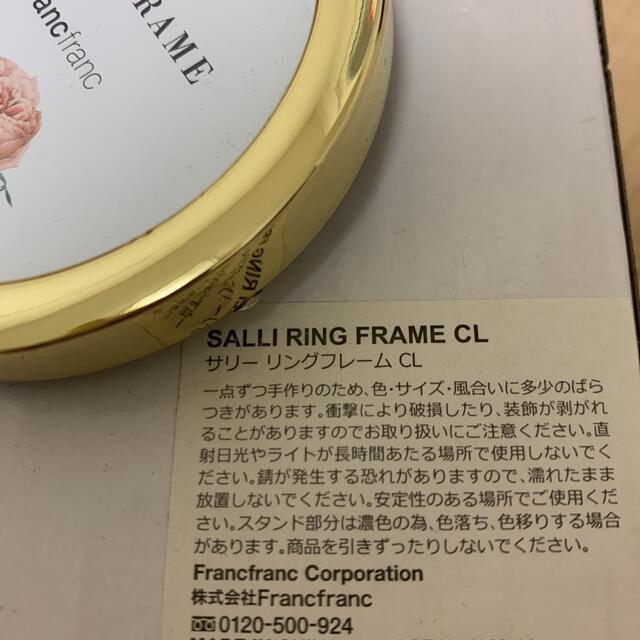 FRAME
ancfranc
SALLI RING FRAME CL
サリー リングフレーム CL
一点ずつ手作りのため、色・サイズ・風合いに多少のばら
つきがあります。衝撃により破損したり、装飾が剥がれ
ることがありますのでお取り扱いにご注意ください。直
射日光やライトが長時間あたる場所で使用しないでく
ださい。錆が発生する恐れがありますので、濡れたまま
放置しないでください。安定性のある場所でご使用くだ
さい。スタンド部分は濃色の為、色落ち、色移りする場合
があります。商品を引きずったりしないでください。
Francfranc Corporation
株式会社Francfranc
0120-500-924